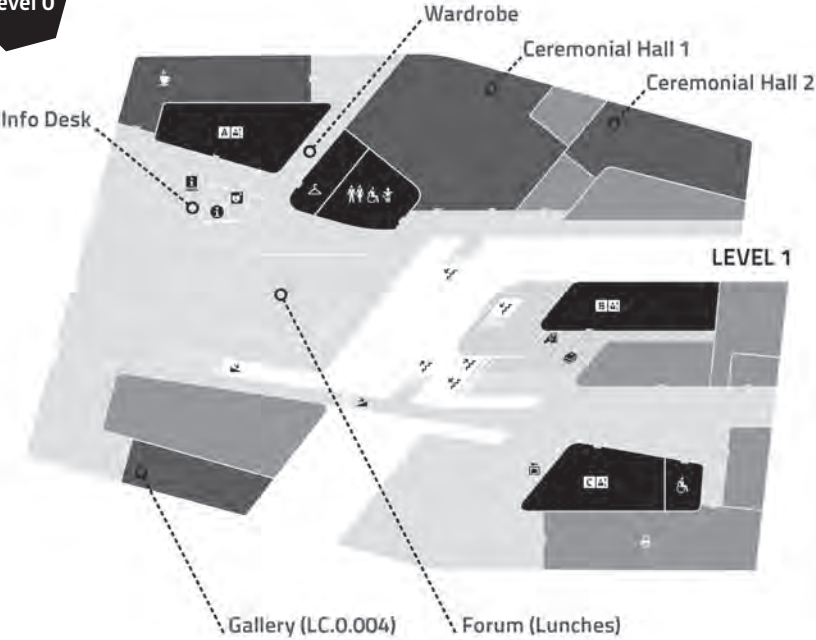 Level 0
Wardrobe
Ceremonial Hall 1
Ceremonial Hall 2
Info Desk
A
LEVEL 1
B
C
Gallery (LC.0.004)
Forum (Lunches)